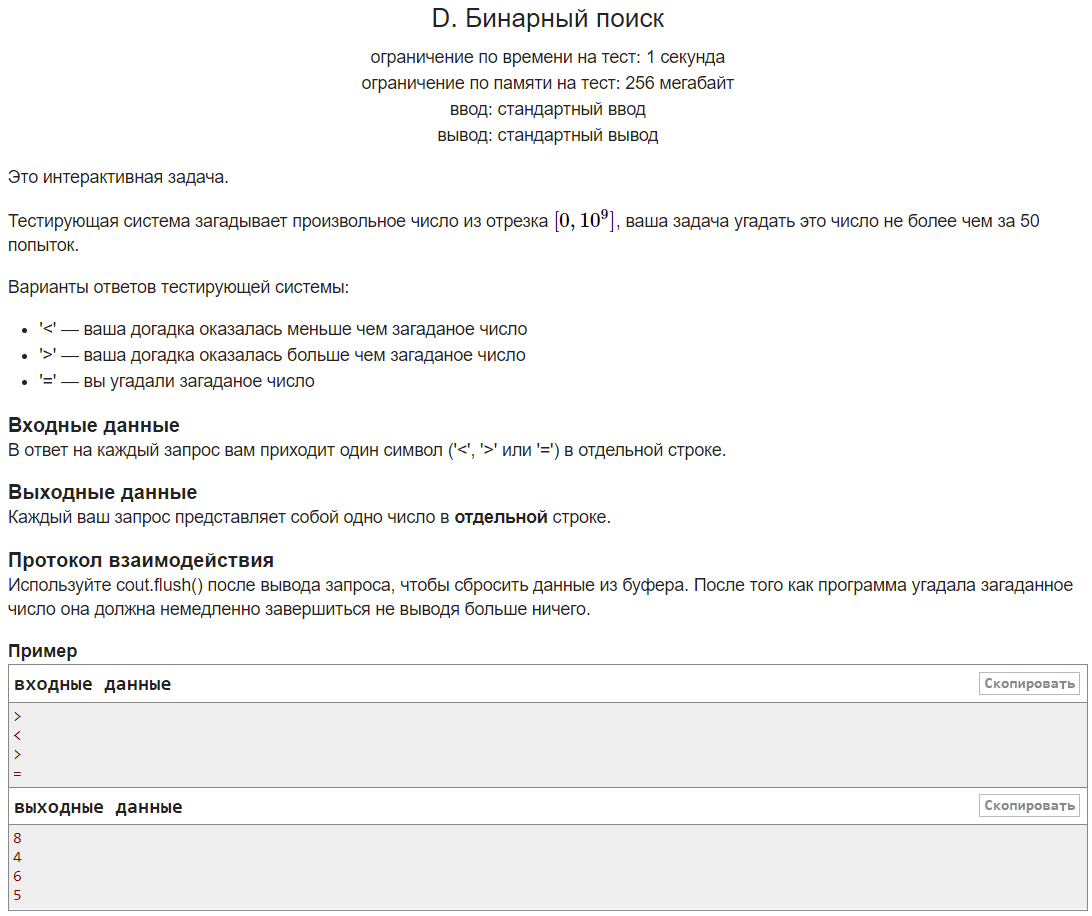 D. Бинарный поиск
ограничение по времени на тест: 1 секунда
ограничение по памяти на тест: 256 мегабайт
ввод: стандартный ввод
вывод: стандартный вывод
Это интерактивная задача.
Тестирующая система загадывает произвольное число из отрезка [0, 10⁹], ваша задача угадать это число не более чем за 50
попыток.
Варианты ответов тестирующей системы:
• '<' — ваша догадка оказалась меньше чем загаданое число
• '>' — ваша догадка оказалась больше чем загаданое число
• '=' — вы угадали загаданое число
Входные данные
В ответ на каждый запрос вам приходит один символ ('<', '>' или '=') в отдельной строке.
Выходные данные
Каждый ваш запрос представляет собой одно число в отдельной строке.
Протокол взаимодействия
Используйте cout.flush() после вывода запроса, чтобы сбросить данные из буфера. После того как программа угадала загаданное
число она должна немедленно завершиться не выводя больше ничего.
Пример
входные данные
Скопировать
>
<
>
=
выходные данные
Скопировать
8
4
6
5